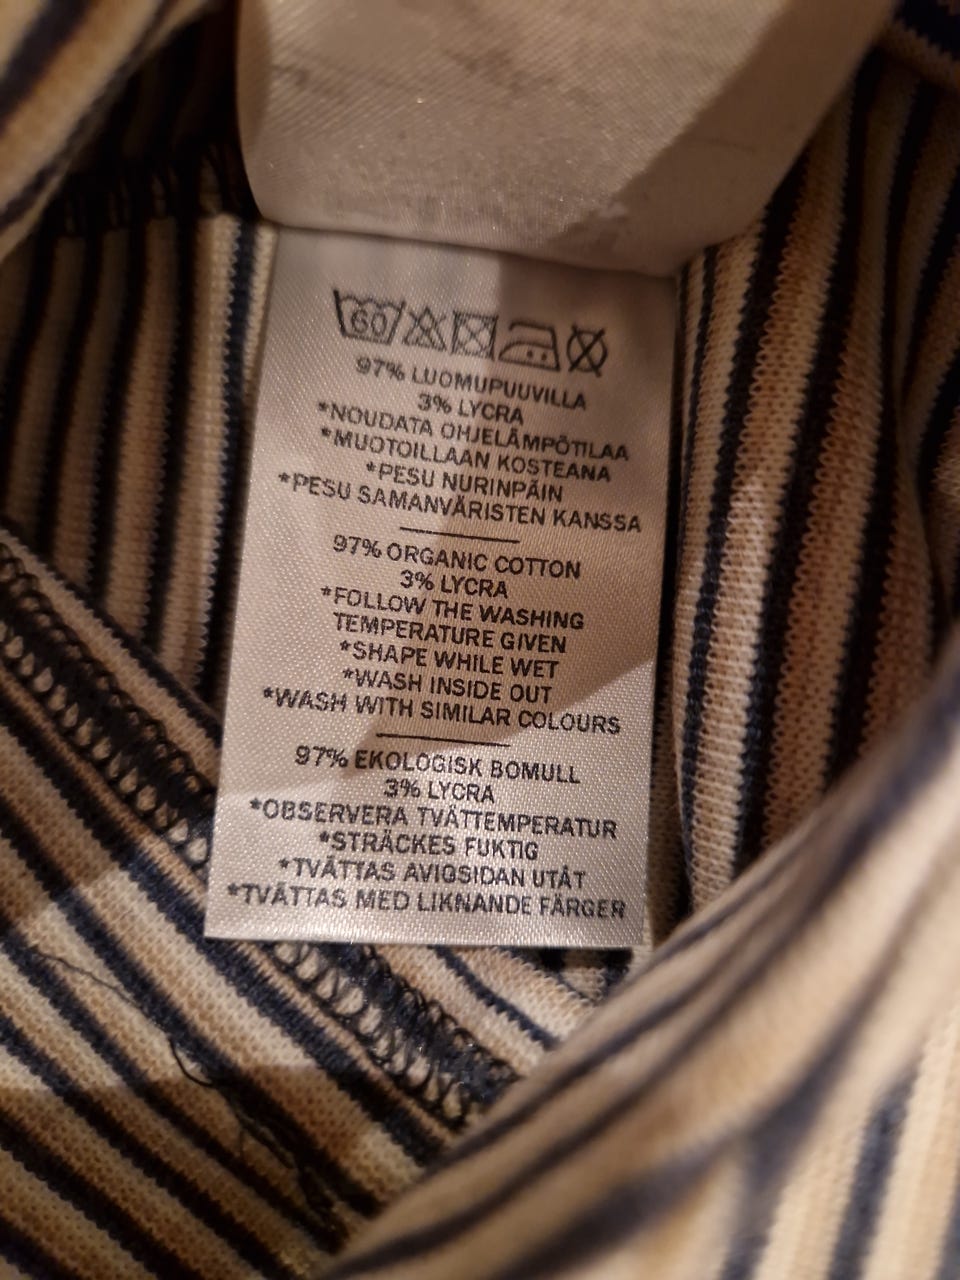 60
97% LUOMUPUUVILLA
3% LYCRA
*NOUDATA OHJELÄMPÖTILAA
*MUOTOILLAAN KOSTEANA
*PESU NURINPÄIN
*PESU SAMANVÄRISTEN KANSSA
97% ORGANIC COTTON
3% LYCRA
*FOLLOW THE WASHING
TEMPERATURE GIVEN
*SHAPE WHILE WET
*WASH INSIDE OUT
*WASH WITH SIMILAR COLOURS
97% EKOLOGISK BOMULL
3% LYCRA
*OBSERVERA TVÄTTEMPERATUR
*STRÄCKES FUKTIG
*TVÄTTAS AVIGSIDAN UTÅT
*TVÄTTAS MED LIKNANDE FÄRGER